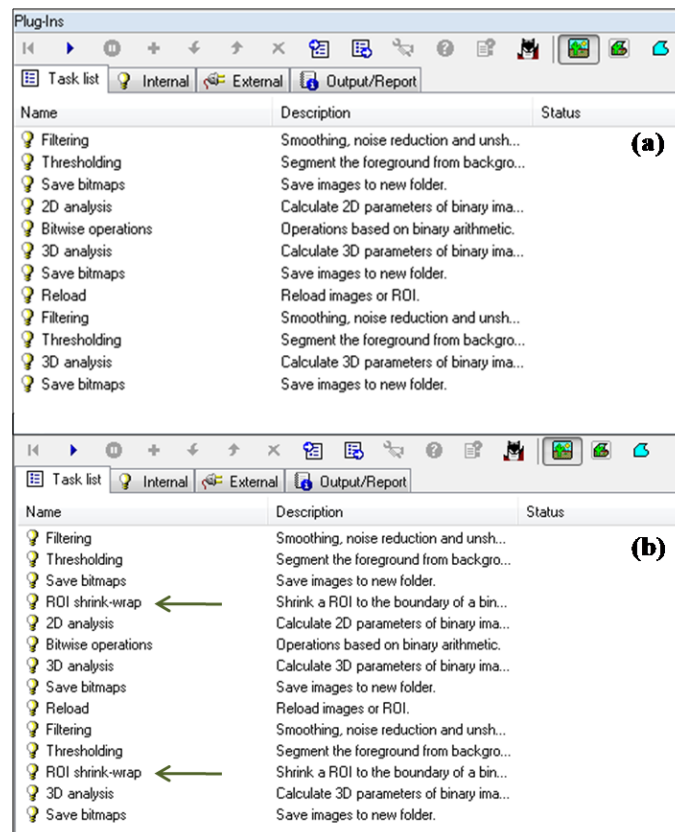 Plug-Ins
Task list Internal External Output/Report
Name Description Status
(a)
Filtering Smoothing, noise reduction and unsh...
Thresholding Segment the foreground from backgro...
Save bitmaps Save images to new folder.
2D analysis Calculate 2D parameters of binary ima...
Bitwise operations Operations based on binary arithmetic.
3D analysis Calculate 3D parameters of binary ima...
Save bitmaps Save images to new folder.
Reload Reload images or ROI.
Filtering Smoothing, noise reduction and unsh...
Thresholding Segment the foreground from backgro...
3D analysis Calculate 3D parameters of binary ima...
Save bitmaps Save images to new folder.
Task list Internal External Output/Report
Name Description Status
(b)
Filtering Smoothing, noise reduction and unsh...
Thresholding Segment the foreground from backgro...
Save bitmaps Save images to new folder.
ROI shrink-wrap Shrink a ROI to the boundary of a bin...
2D analysis Calculate 2D parameters of binary ima...
Bitwise operations Operations based on binary arithmetic.
3D analysis Calculate 3D parameters of binary ima...
Save bitmaps Save images to new folder.
Reload Reload images or ROI.
Filtering Smoothing, noise reduction and unsh...
Thresholding Segment the foreground from backgro...
ROI shrink-wrap Shrink a ROI to the boundary of a bin...
3D analysis Calculate 3D parameters of binary ima...
Save bitmaps Save images to new folder.